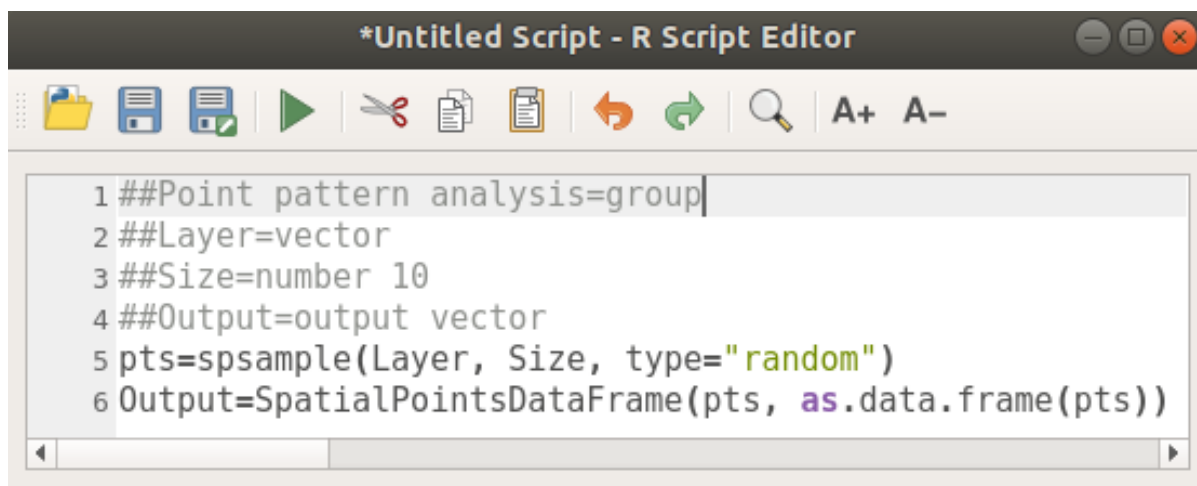 *Untitled Script - R Script Editor
A+ A-
1 ##Point pattern analysis=group
2 ##Layer=vector
3 ##Size=number 10
4 ##Output=output vector
5 pts=spsample(Layer, Size, type="random")
6 Output=SpatialPointsDataFrame(pts, as.data.frame(pts))